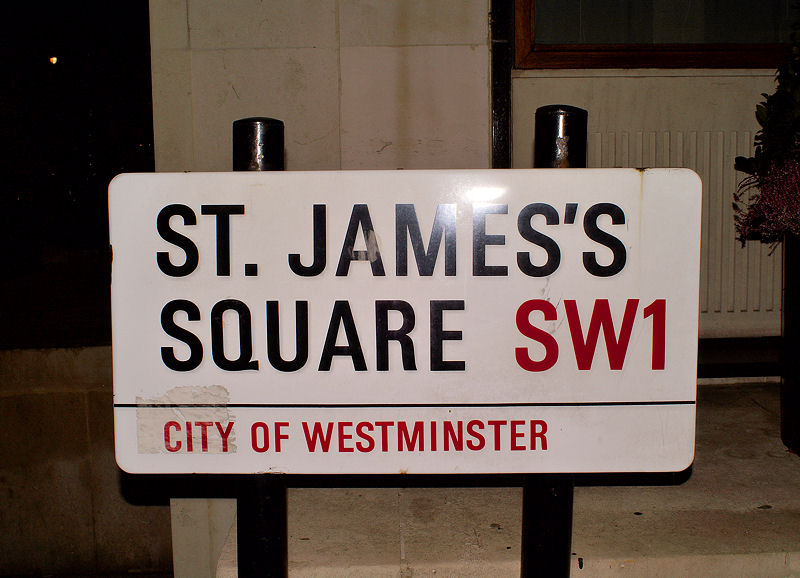 ST. JAMES'S
SQUARE SW1
CITY OF WESTMINSTER